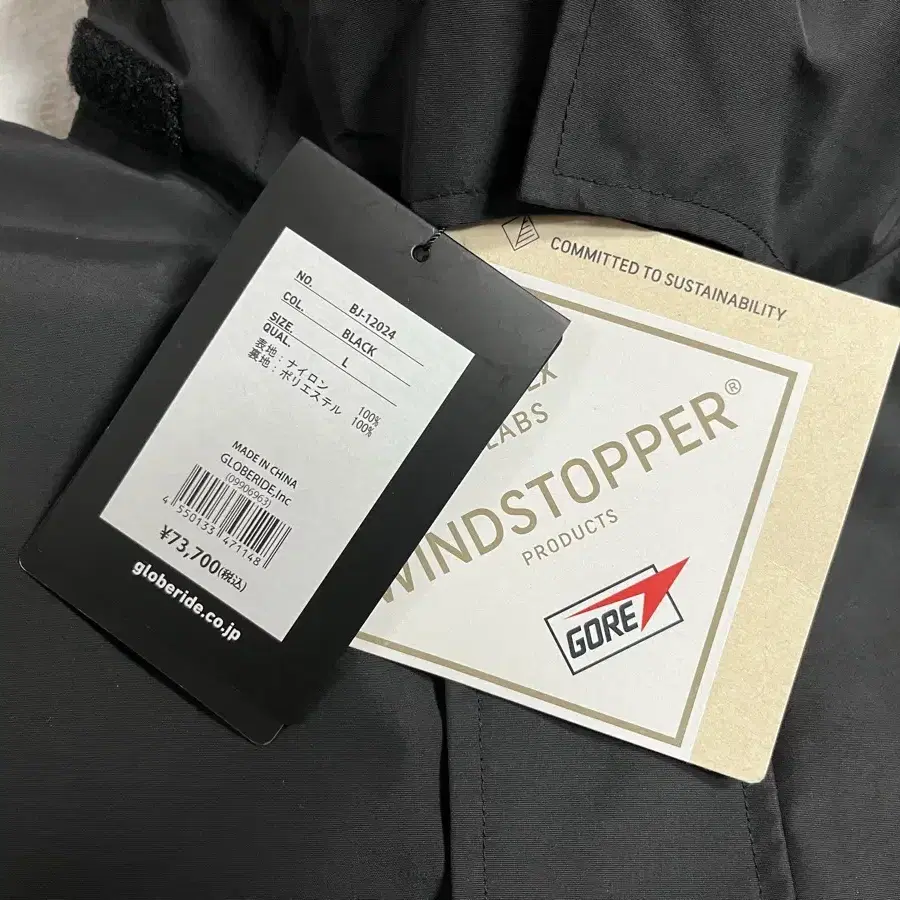 NO. BJ-12024
COL. BLACK
SIZE. L
QUAL.
表地：ナイロン 100%
裏地：ポリエステル 100%
MADE IN CHINA
GLOBERIDE,Inc
(09906963)
4 550133 471148
¥73,700(税込)
globeride.co.jp
COMMITTED TO SUSTAINABILITY
LABS
WINDSTOPPER®
PRODUCTS
GORE